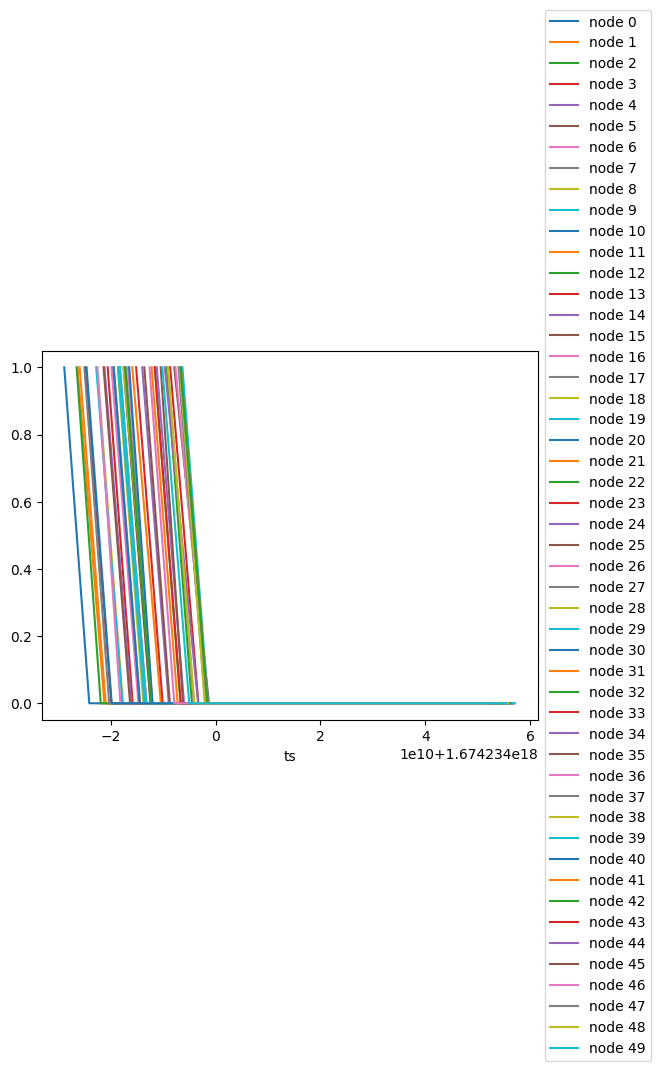 1.0
0.8
0.6
0.4
0.2
0.0
−2
0
2
4
6
1e10+1.674234e18
ts
node 0
node 1
node 2
node 3
node 4
node 5
node 6
node 7
node 8
node 9
node 10
node 11
node 12
node 13
node 14
node 15
node 16
node 17
node 18
node 19
node 20
node 21
node 22
node 23
node 24
node 25
node 26
node 27
node 28
node 29
node 30
node 31
node 32
node 33
node 34
node 35
node 36
node 37
node 38
node 39
node 40
node 41
node 42
node 43
node 44
node 45
node 46
node 47
node 48
node 49